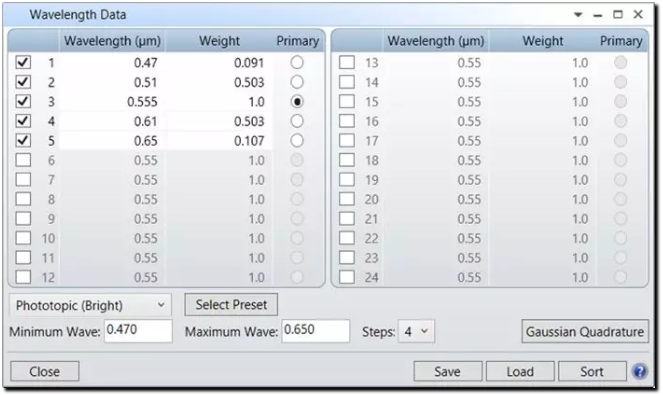 Wavelength Data
Wavelength (µm) Weight Primary Wavelength (µm) Weight Primary
1 0.47 0.091 13 0.55 1.0
2 0.51 0.503 14 0.55 1.0
3 0.555 1.0 15 0.55 1.0
4 0.61 0.503 16 0.55 1.0
5 0.65 0.107 17 0.55 1.0
6 0.55 1.0 18 0.55 1.0
7 0.55 1.0 19 0.55 1.0
8 0.55 1.0 20 0.55 1.0
9 0.55 1.0 21 0.55 1.0
10 0.55 1.0 22 0.55 1.0
11 0.55 1.0 23 0.55 1.0
12 0.55 1.0 24 0.55 1.0
Phototopic (Bright) Select Preset
Minimum Wave: 0.470 Maximum Wave: 0.650 Steps: 4 Gaussian Quadrature
Close Save Load Sort ?